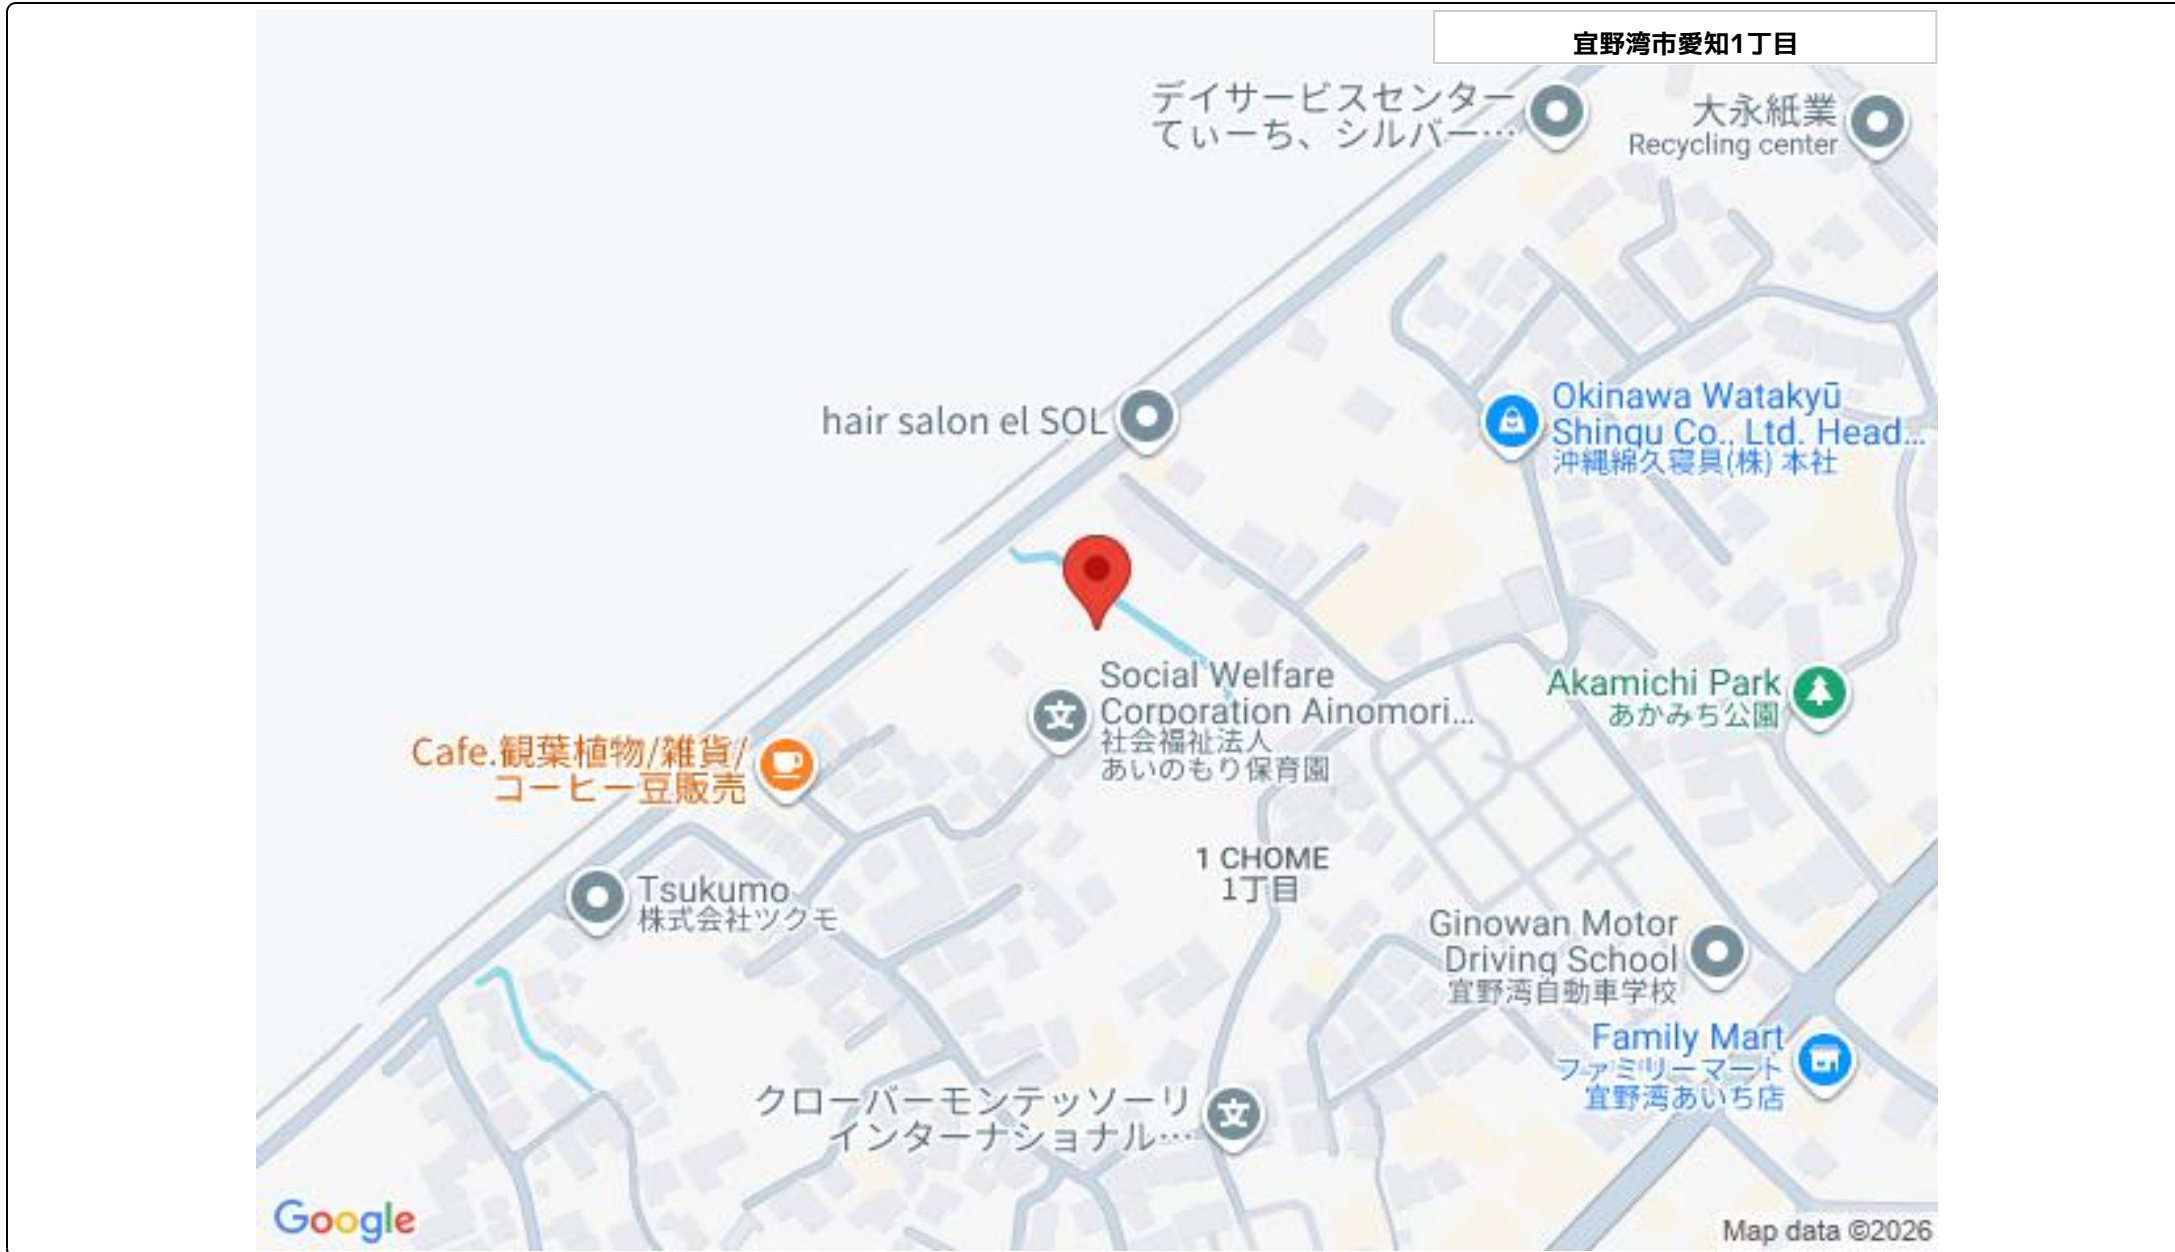 宜野湾市愛知1丁目
デイサービスセンター
てぃーち、シルバー…
大永紙業
Recycling center
hair salon el SOL
Okinawa Watakyū
Shingu Co., Ltd. Head...
沖縄綿久寝具(株) 本社
Social Welfare
Corporation Ainomori...
社会福祉法人
あいのもり保育園
Akamichi Park
あかみち公園
Cafe.観葉植物/雑貨/
コーヒー豆販売
1 CHOME
1丁目
Tsukumo
株式会社ツクモ
Ginowan Motor
Driving School
宜野湾自動車学校
Family Mart
ファミリーマート
宜野湾あいち店
クローバーモンテッソーリ
インターナショナル…
Google
Map data ©2026